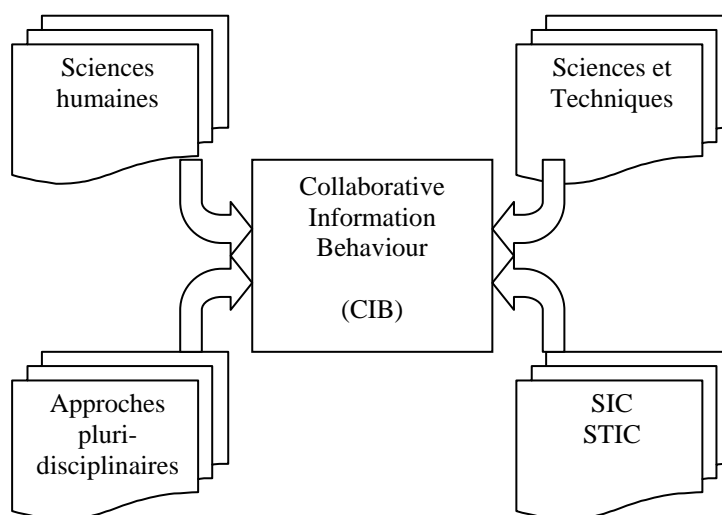 Sciences
humaines
Sciences et
Techniques
Collaborative
Information
Behaviour
(CIB)
Approches
pluri-
disciplinaires
SIC
STIC